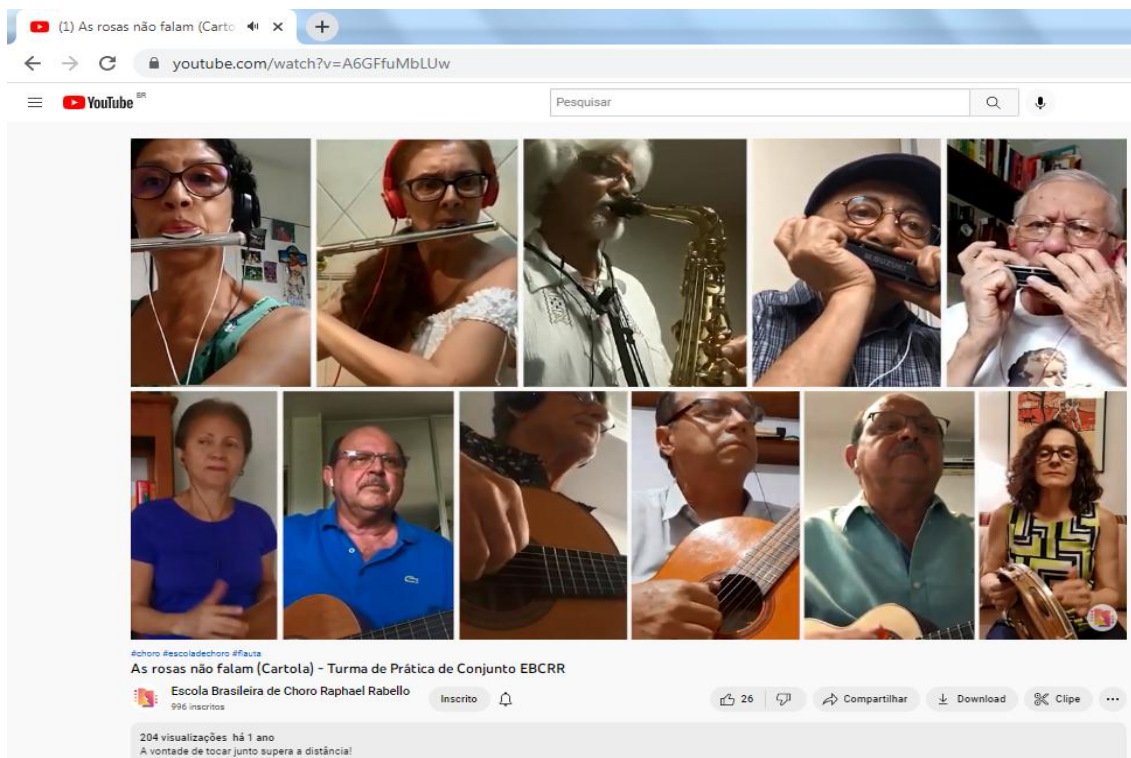 (1) As rosas não falam (Carto
youtube.com/watch?v=A6GFfuMbLUw
YouTube BR
Pesquisar
#choro #escoladechoro #flauta
As rosas não falam (Cartola) - Turma de Prática de Conjunto EBCRR
Escola Brasileira de Choro Raphael Rabello
996 inscritos
Inscrito
26
Compartilhar
Download
Clipe
204 visualizações há 1 ano
A vontade de tocar junto supera a distância!